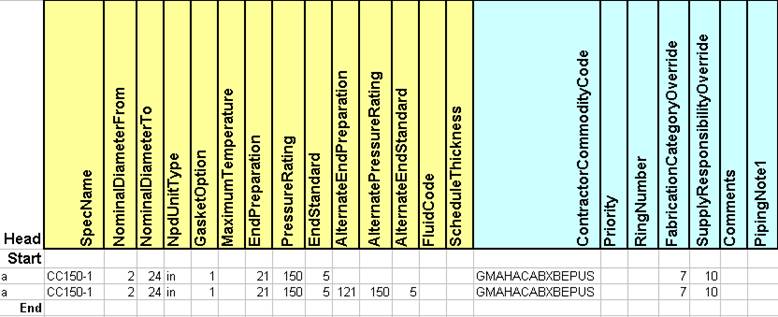 Head SpecName NominalDiameterFrom NominalDiameterTo NpdUnitType GasketOption MaximumTemperature EndPreparation PressureRating EndStandard AlternateEndPreparation AlternatePressureRating AlternateEndStandard FluidCode ScheduleThickness ContractorCommodityCode Priority RingNumber FabricationCategoryOverride SupplyResponsibilityOverride Comments PipingNote1
Start
a CC150-1 2 24 in 1 21 150 5 GMAHACABXBEPUS 7 10
a CC150-1 2 24 in 1 21 150 5 121 150 5 GMAHACABXBEPUS 7 10
End